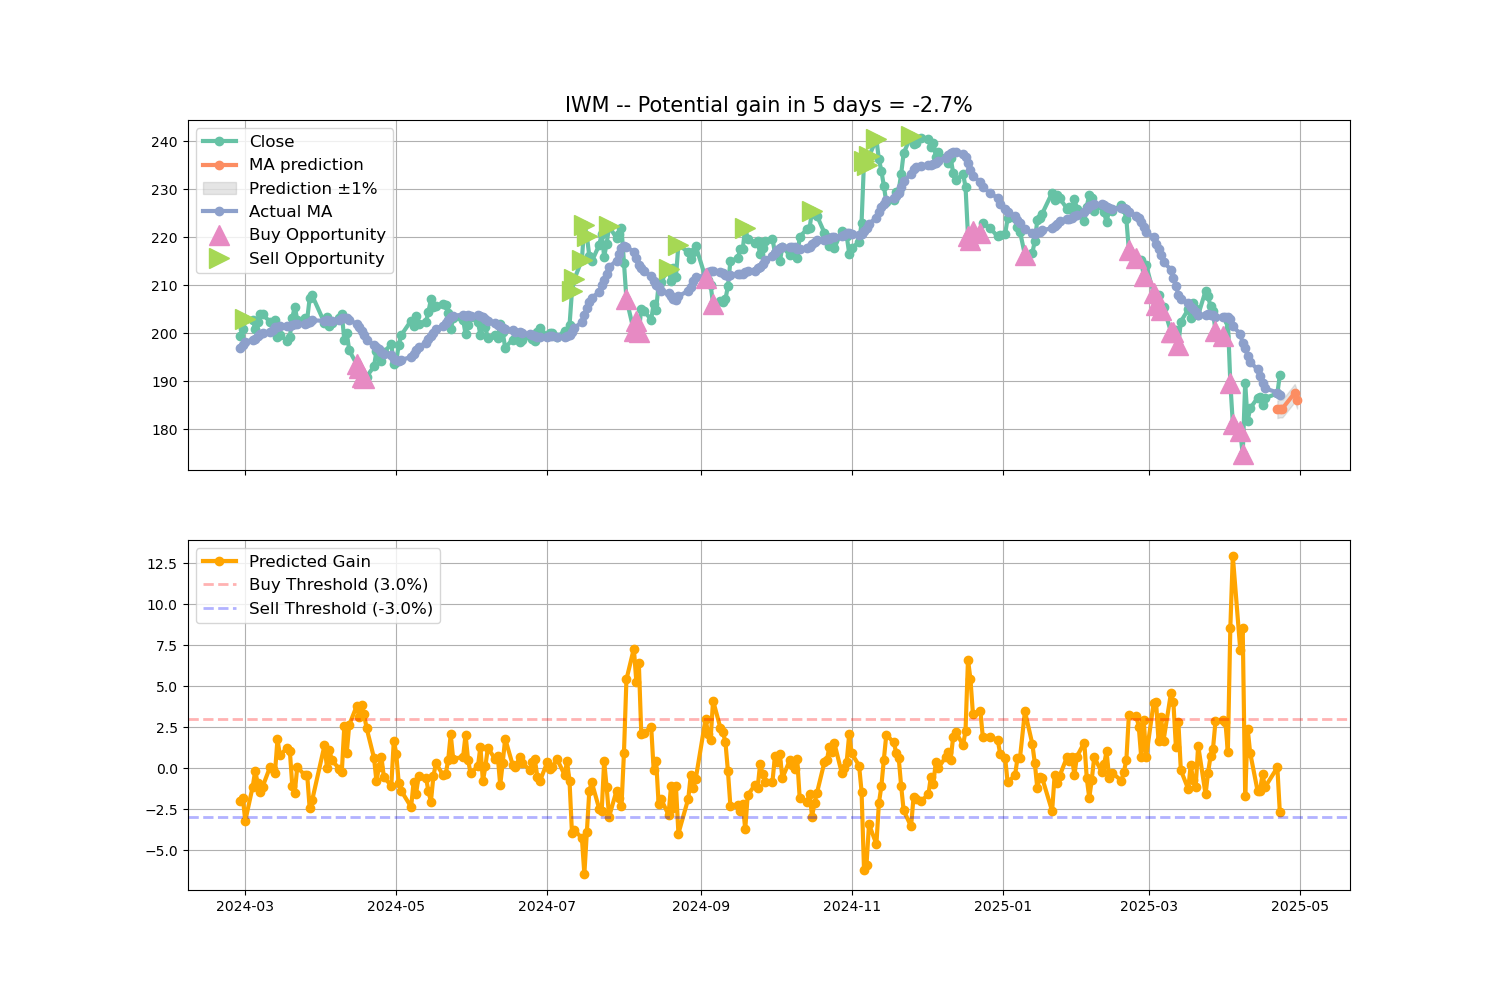 IWM -- Potential gain in 5 days = -2.7%
Close
MA prediction
Prediction ±1%
Actual MA
Buy Opportunity
Sell Opportunity
240
230
220
210
200
190
180
Predicted Gain
Buy Threshold (3.0%)
Sell Threshold (-3.0%)
12.5
10.0
7.5
5.0
2.5
0.0
−2.5
−5.0
2024-03 2024-05 2024-07 2024-09 2024-11 2025-01 2025-03 2025-05